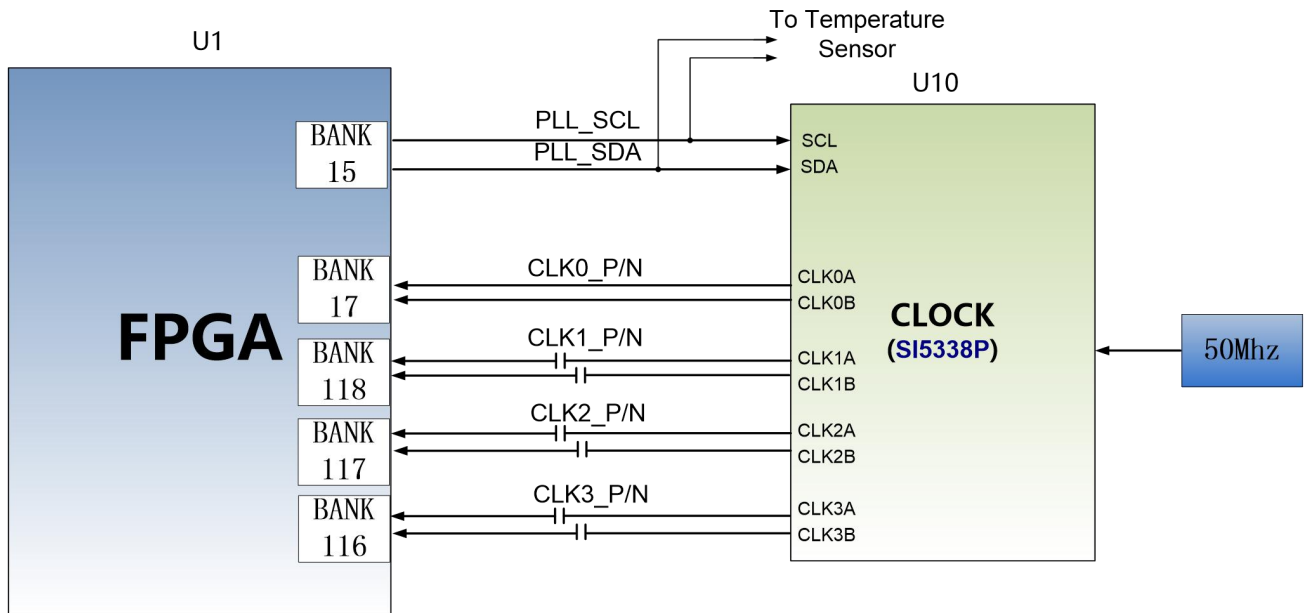 To Temperature
Sensor
U1
U10
BANK
15
PLL_SCL
PLL_SDA
SCL
SDA
BANK
17
CLK0_P/N
CLK0A
CLK0B
FPGA
BANK
118
CLK1_P/N
CLK1A
CLK1B
CLOCK
(SI5338P)
50Mhz
BANK
117
CLK2_P/N
CLK2A
CLK2B
BANK
116
CLK3_P/N
CLK3A
CLK3B